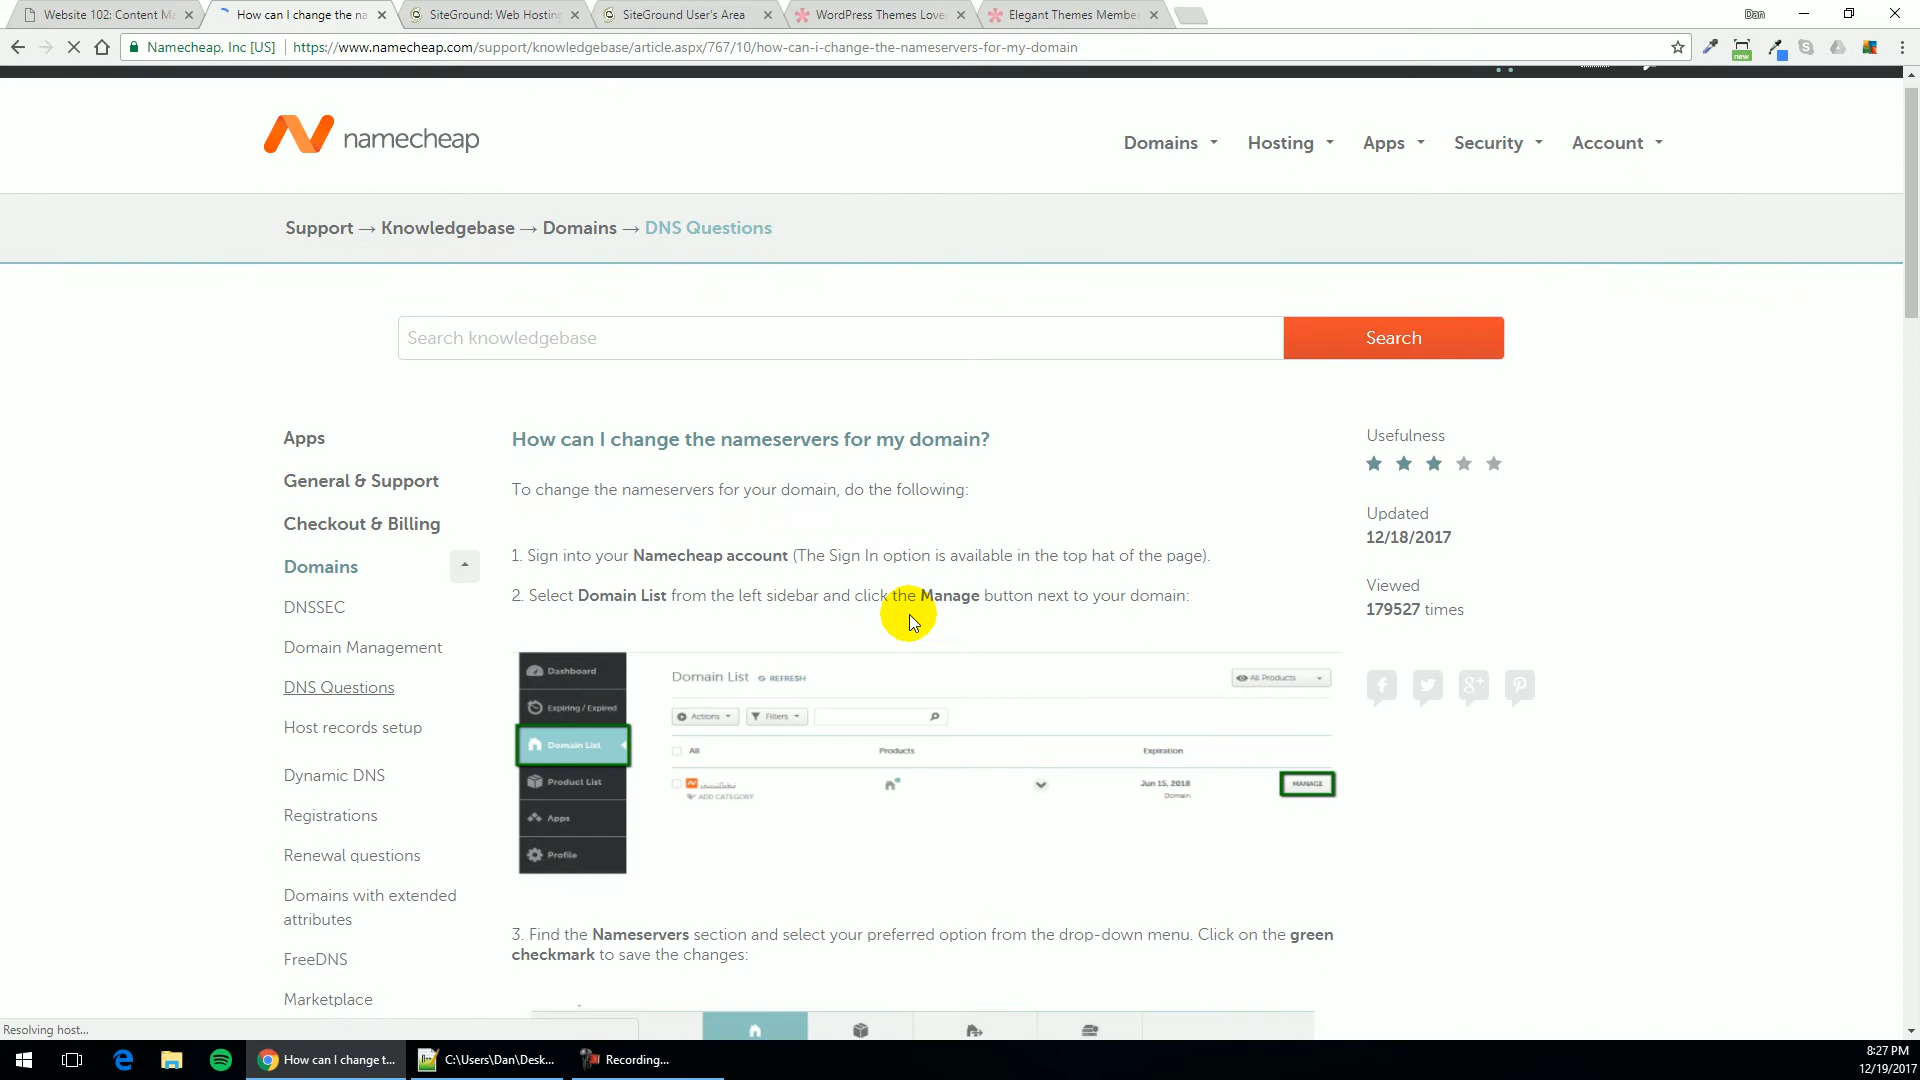 Website 102: Content Ma
How can I change the na
SiteGround: Web Hosting
SiteGround User's Area
WordPress Themes Love
Elegant Themes Member
Dan
Namecheap, Inc [US]
https://www.namecheap.com/support/knowledgebase/article.aspx/767/10/how-can-i-change-the-nameservers-for-my-domain
new
namecheap
Domains
Hosting
Apps
Security
Account
Support → Knowledgebase → Domains → DNS Questions
Search knowledgebase
Search
Apps
General & Support
Checkout & Billing
Domains
DNSSEC
Domain Management
DNS Questions
Host records setup
Dynamic DNS
Registrations
Renewal questions
Domains with extended
attributes
FreeDNS
Marketplace
How can I change the nameservers for my domain?
To change the nameservers for your domain, do the following:
1. Sign into your Namecheap account (The Sign In option is available in the top hat of the page).
2. Select Domain List from the left sidebar and click the Manage button next to your domain:
Dashboard
Expiring / Expired
Domain List
Product List
Apps
Profile
Domain List
REFRESH
All Products
Actions
Filters
All
Products
Expiration
ADD CATEGORY
Jun 15, 2018
Domain
MANAGE
3. Find the Nameservers section and select your preferred option from the drop-down menu. Click on the green
checkmark to save the changes:
Usefulness
Updated
12/18/2017
Viewed
179527 times
Resolving host...
How can I change t...
C:\Users\Dan\Desk...
Recording...
8:27 PM
12/19/2017